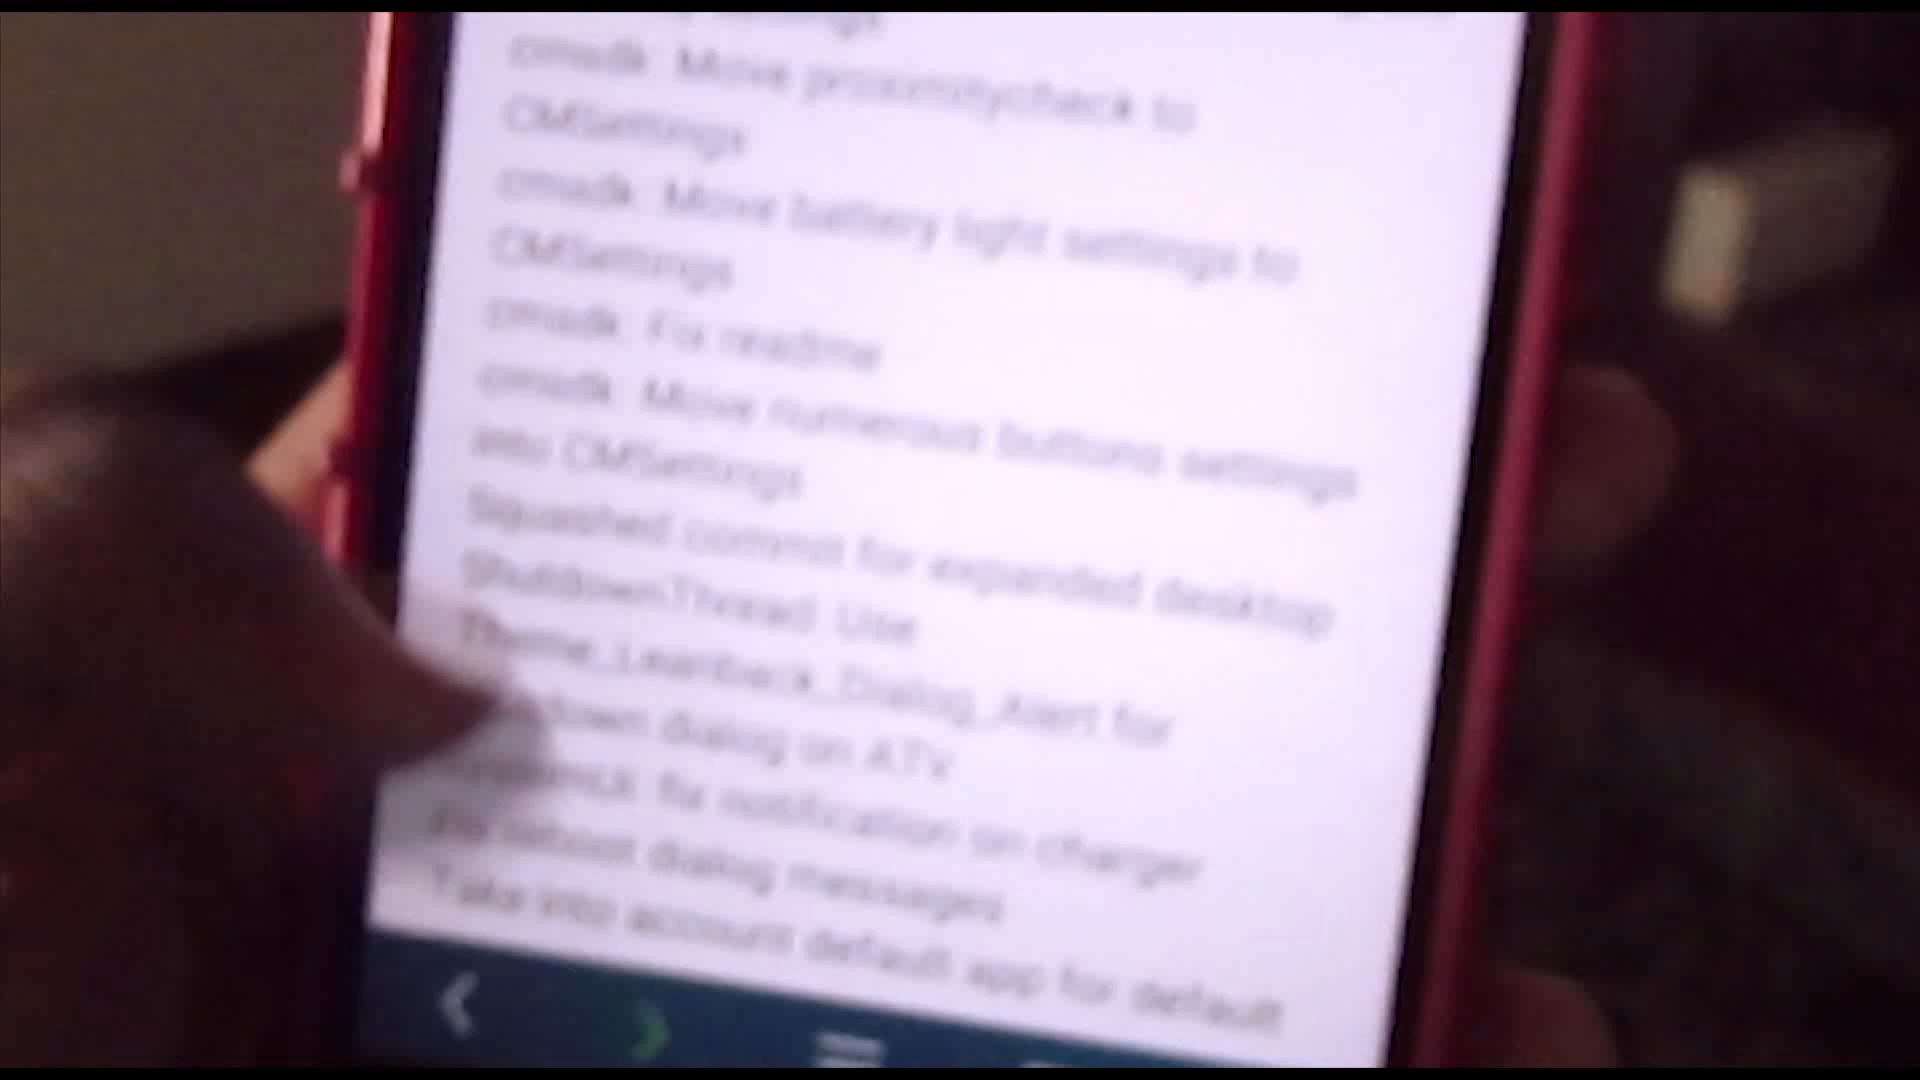 cmsdk: Move proximitycheck to
CMSettings
cmsdk: Move battery light settings to
CMSettings
cmsdk: Fix readme
cmsdk: Move numerous buttons settings
into CMSettings
Squashed commit for expanded desktop
ShutdownThread: Use
Theme_Leanback_Dialog_Alert for
dialog on ATV
fix notification on charger
reboot dialog messages
Take into account default app for default